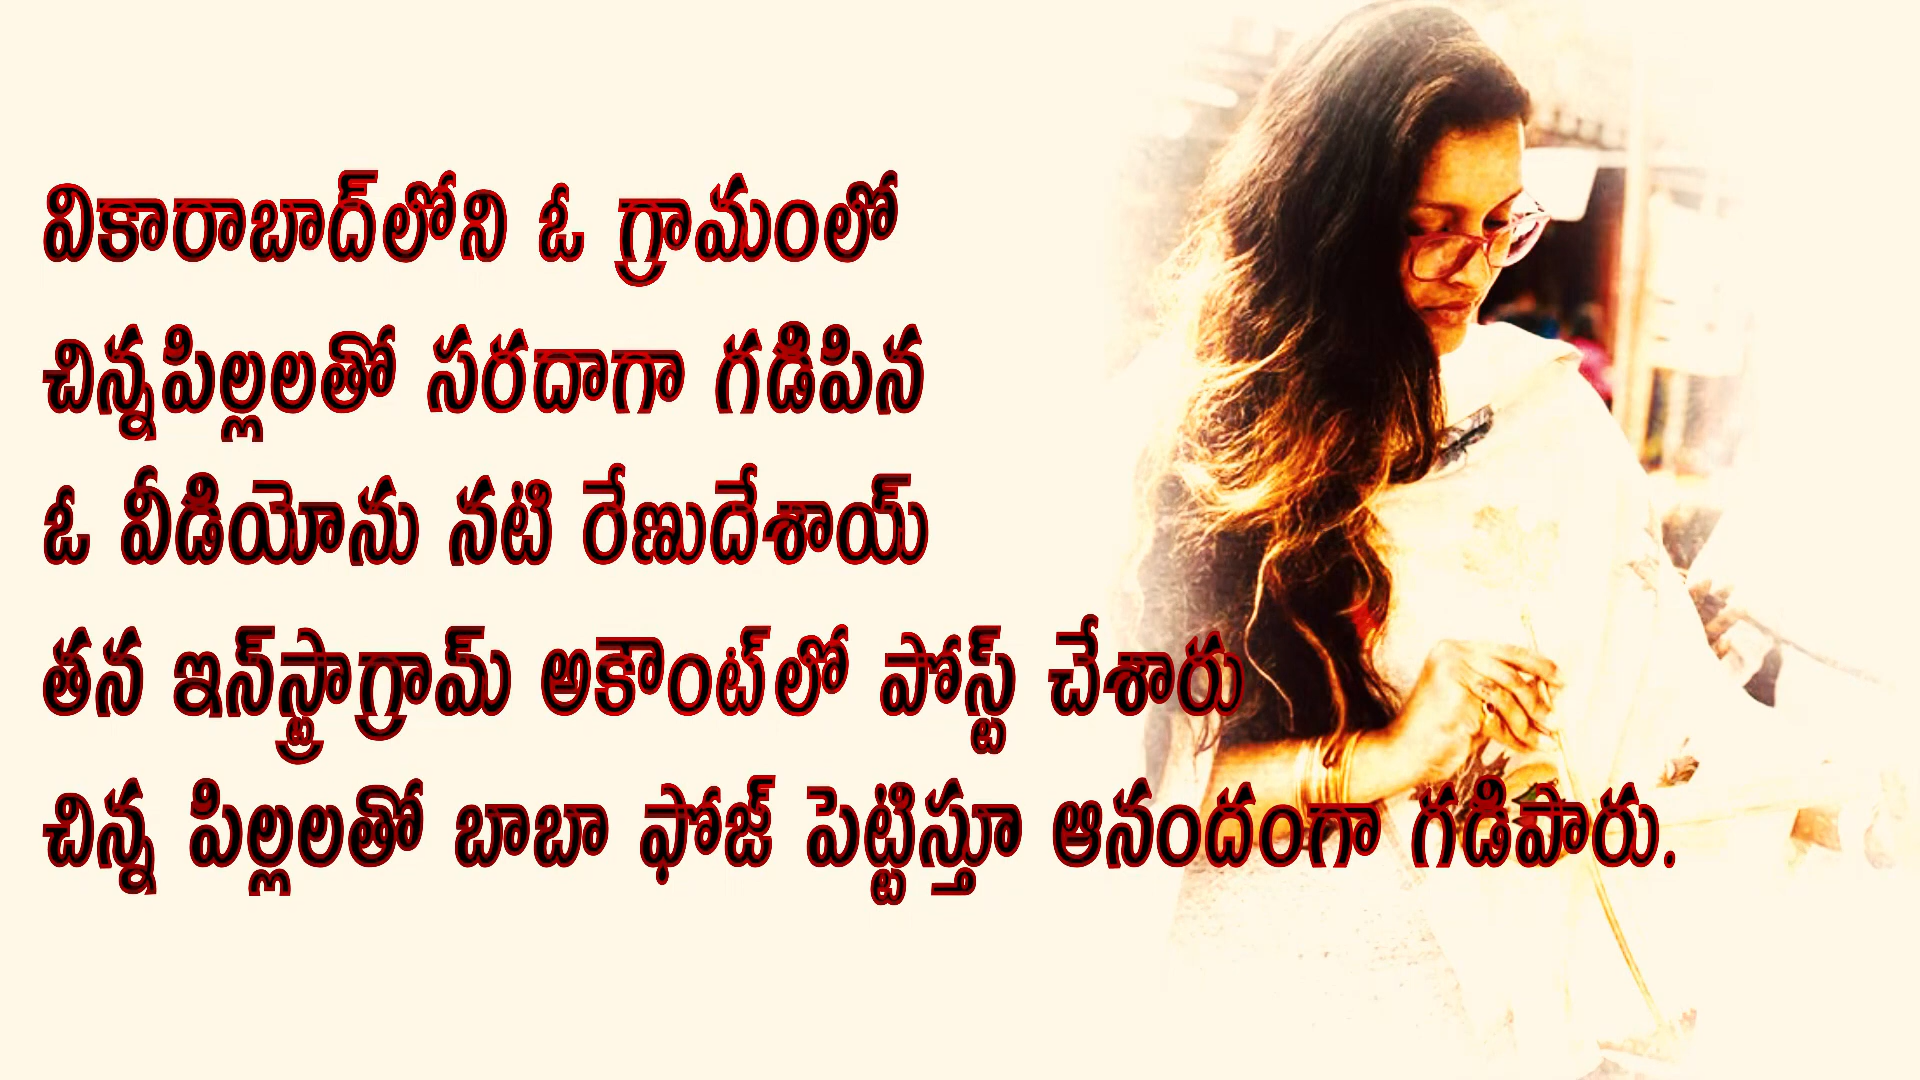 వికారాబాద్‌లోని ఓ గ్రామంలో
చిన్నపిల్లలతో సరదాగా గడిపిన
ఓ వీడియోను నటి రేణుదేశాయ్
తన ఇన్‌స్టాగ్రామ్ అకౌంట్‌లో పోస్ట్ చేశారు
చిన్న పిల్లలతో బాబా ఫోజ్ పెట్టిస్తూ ఆనందంగా గడిపారు.